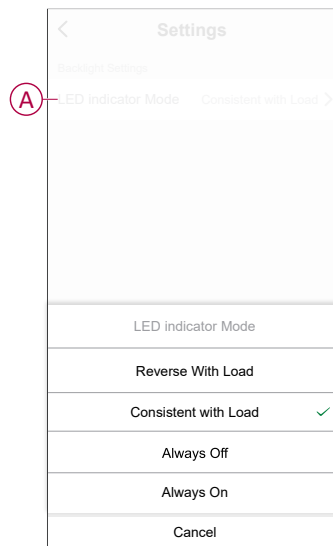 Settings
Backlight Settings
A LED indicator Mode Consistent with Load
LED indicator Mode
Reverse With Load
Consistent with Load
Always Off
Always On
Cancel